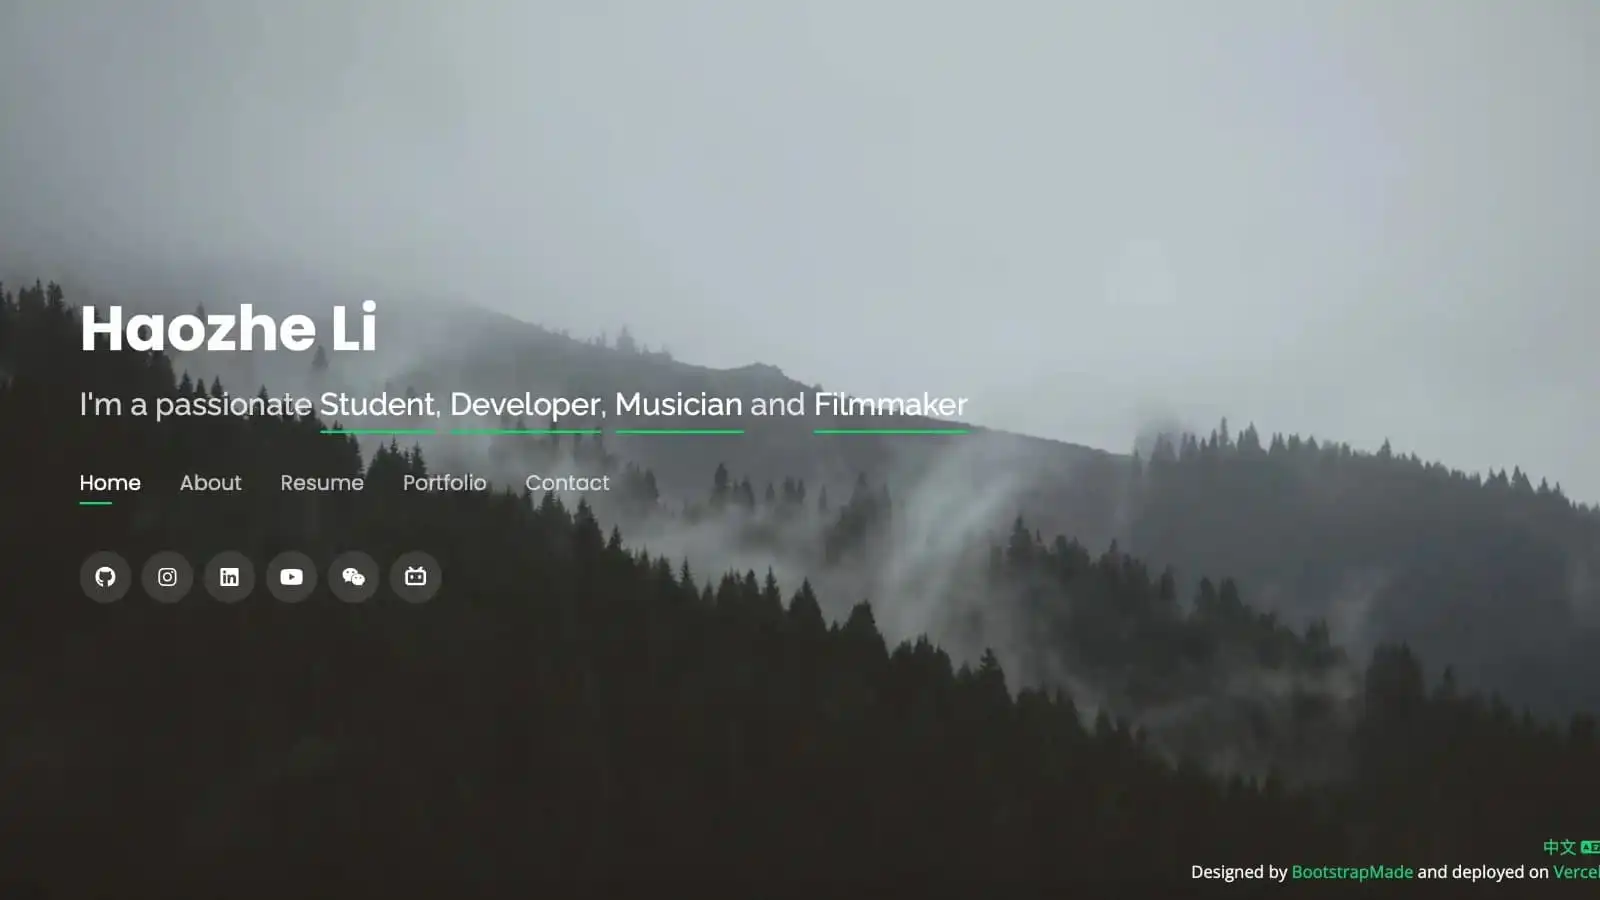 Haozhe Li
I'm a passionate Student, Developer, Musician and Filmmaker
Home About Resume Portfolio Contact
中文
Designed by BootstrapMade and deployed on Vercel